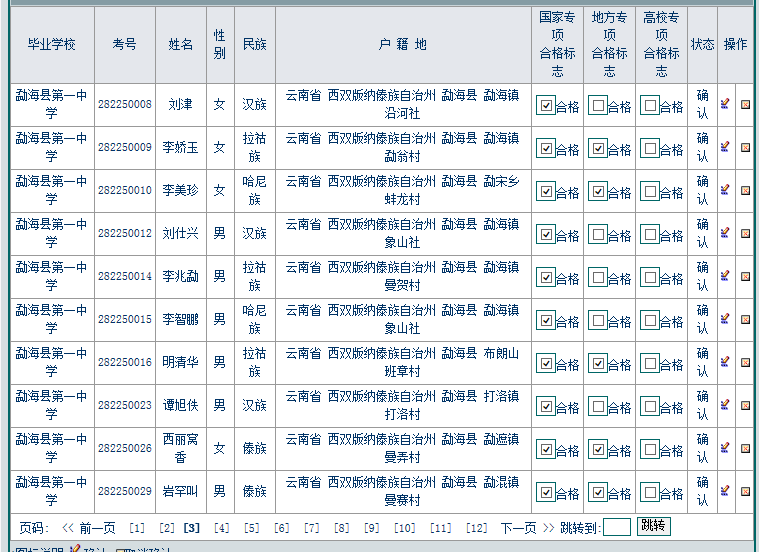 毕业学校 考号 姓名 性别 民族 户 籍 地 国家专项合格标志 地方专项合格标志 高校专项合格标志 状态 操作
勐海县第一中学 282250008 刘津 女 汉族 云南省 西双版纳傣族自治州 勐海县 勐海镇 沿河社 合格 合格 合格 确认
勐海县第一中学 282250009 李娇玉 女 拉祜族 云南省 西双版纳傣族自治州 勐海县 勐海镇 勐翁村 合格 合格 合格 确认
勐海县第一中学 282250010 李美珍 女 哈尼族 云南省 西双版纳傣族自治州 勐海县 勐宋乡 蚌龙村 合格 合格 合格 确认
勐海县第一中学 282250012 刘仕兴 男 汉族 云南省 西双版纳傣族自治州 勐海县 勐海镇 象山社 合格 合格 合格 确认
勐海县第一中学 282250014 李兆勐 男 拉祜族 云南省 西双版纳傣族自治州 勐海县 勐海镇 曼贺村 合格 合格 合格 确认
勐海县第一中学 282250015 李智鹏 男 哈尼族 云南省 西双版纳傣族自治州 勐海县 勐海镇 象山社 合格 合格 合格 确认
勐海县第一中学 282250016 明清华 男 拉祜族 云南省 西双版纳傣族自治州 勐海县 布朗山 班章村 合格 合格 合格 确认
勐海县第一中学 282250023 谭旭佚 男 汉族 云南省 西双版纳傣族自治州 勐海县 打洛镇 打洛村 合格 合格 合格 确认
勐海县第一中学 282250026 西丽窝香 女 傣族 云南省 西双版纳傣族自治州 勐海县 勐遮镇 曼弄村 合格 合格 合格 确认
勐海县第一中学 282250029 岩罕叫 男 傣族 云南省 西双版纳傣族自治州 勐海县 勐混镇 曼赛村 合格 合格 合格 确认
页码: << 前一页 [1] [2] [3] [4] [5] [6] [7] [8] [9] [10] [11] [12] 下一页 >> 跳转到: 跳转